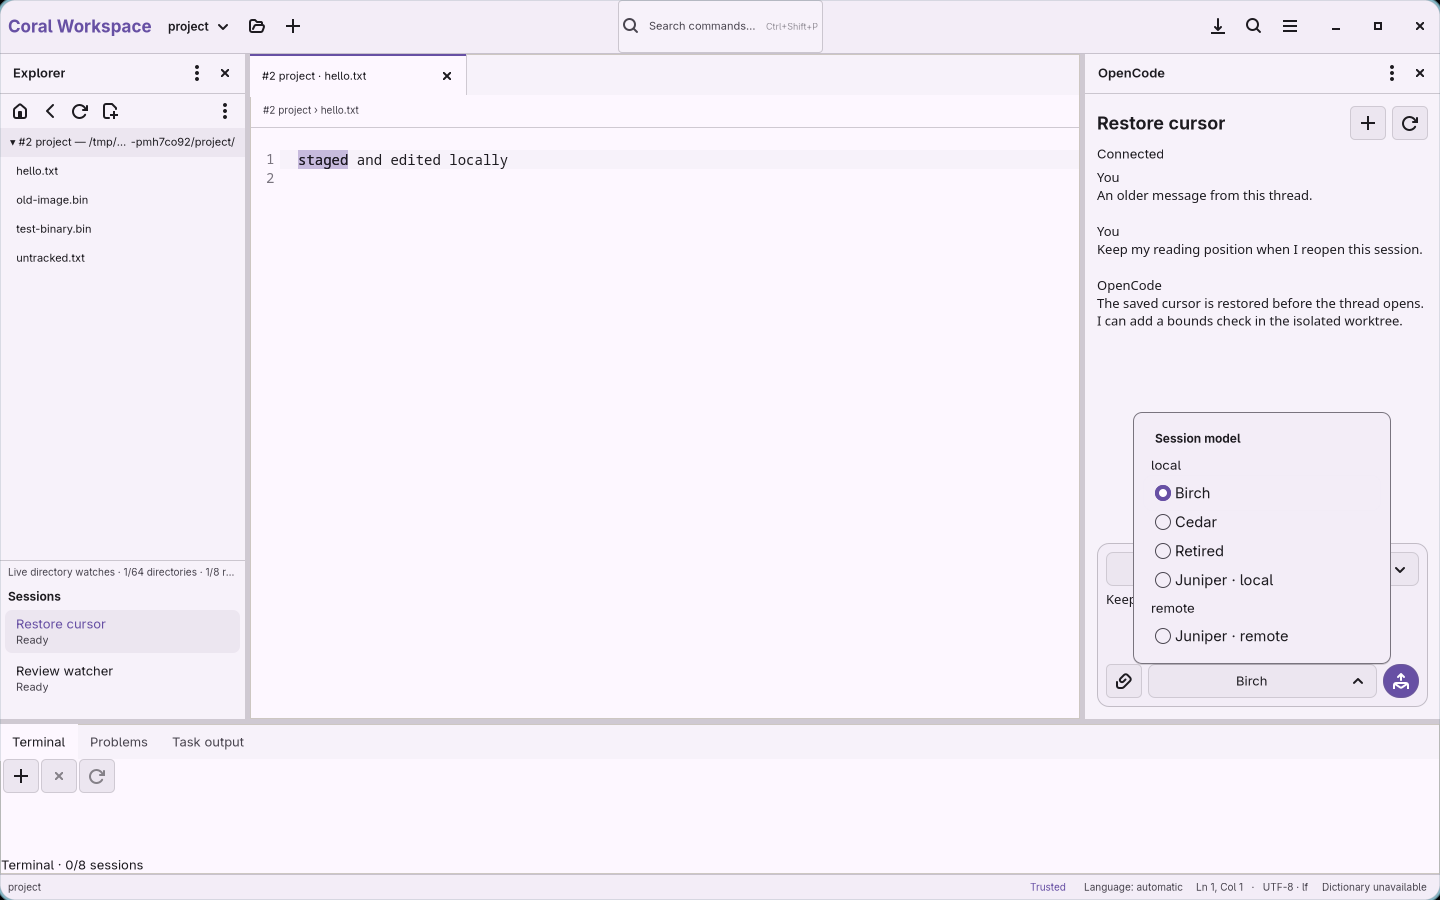 Coral Workspace
project
Search commands...
Ctrl+Shift+P
Explorer
#2 project — /tmp/... -pmh7co92/project/
hello.txt
old-image.bin
test-binary.bin
untracked.txt
Live directory watches · 1/64 directories · 1/8 r...
Sessions
Restore cursor
Ready
Review watcher
Ready
#2 project · hello.txt
#2 project › hello.txt
1 staged and edited locally
2
OpenCode
Restore cursor
Connected
You
An older message from this thread.
You
Keep my reading position when I reopen this session.
OpenCode
The saved cursor is restored before the thread opens.
I can add a bounds check in the isolated worktree.
Session model
local
Birch
Cedar
Retired
Juniper · local
remote
Juniper · remote
Keep
Birch
Terminal
Problems
Task output
Terminal · 0/8 sessions
project
Trusted
Language: automatic
Ln 1, Col 1
·
UTF-8 · lf
Dictionary unavailable